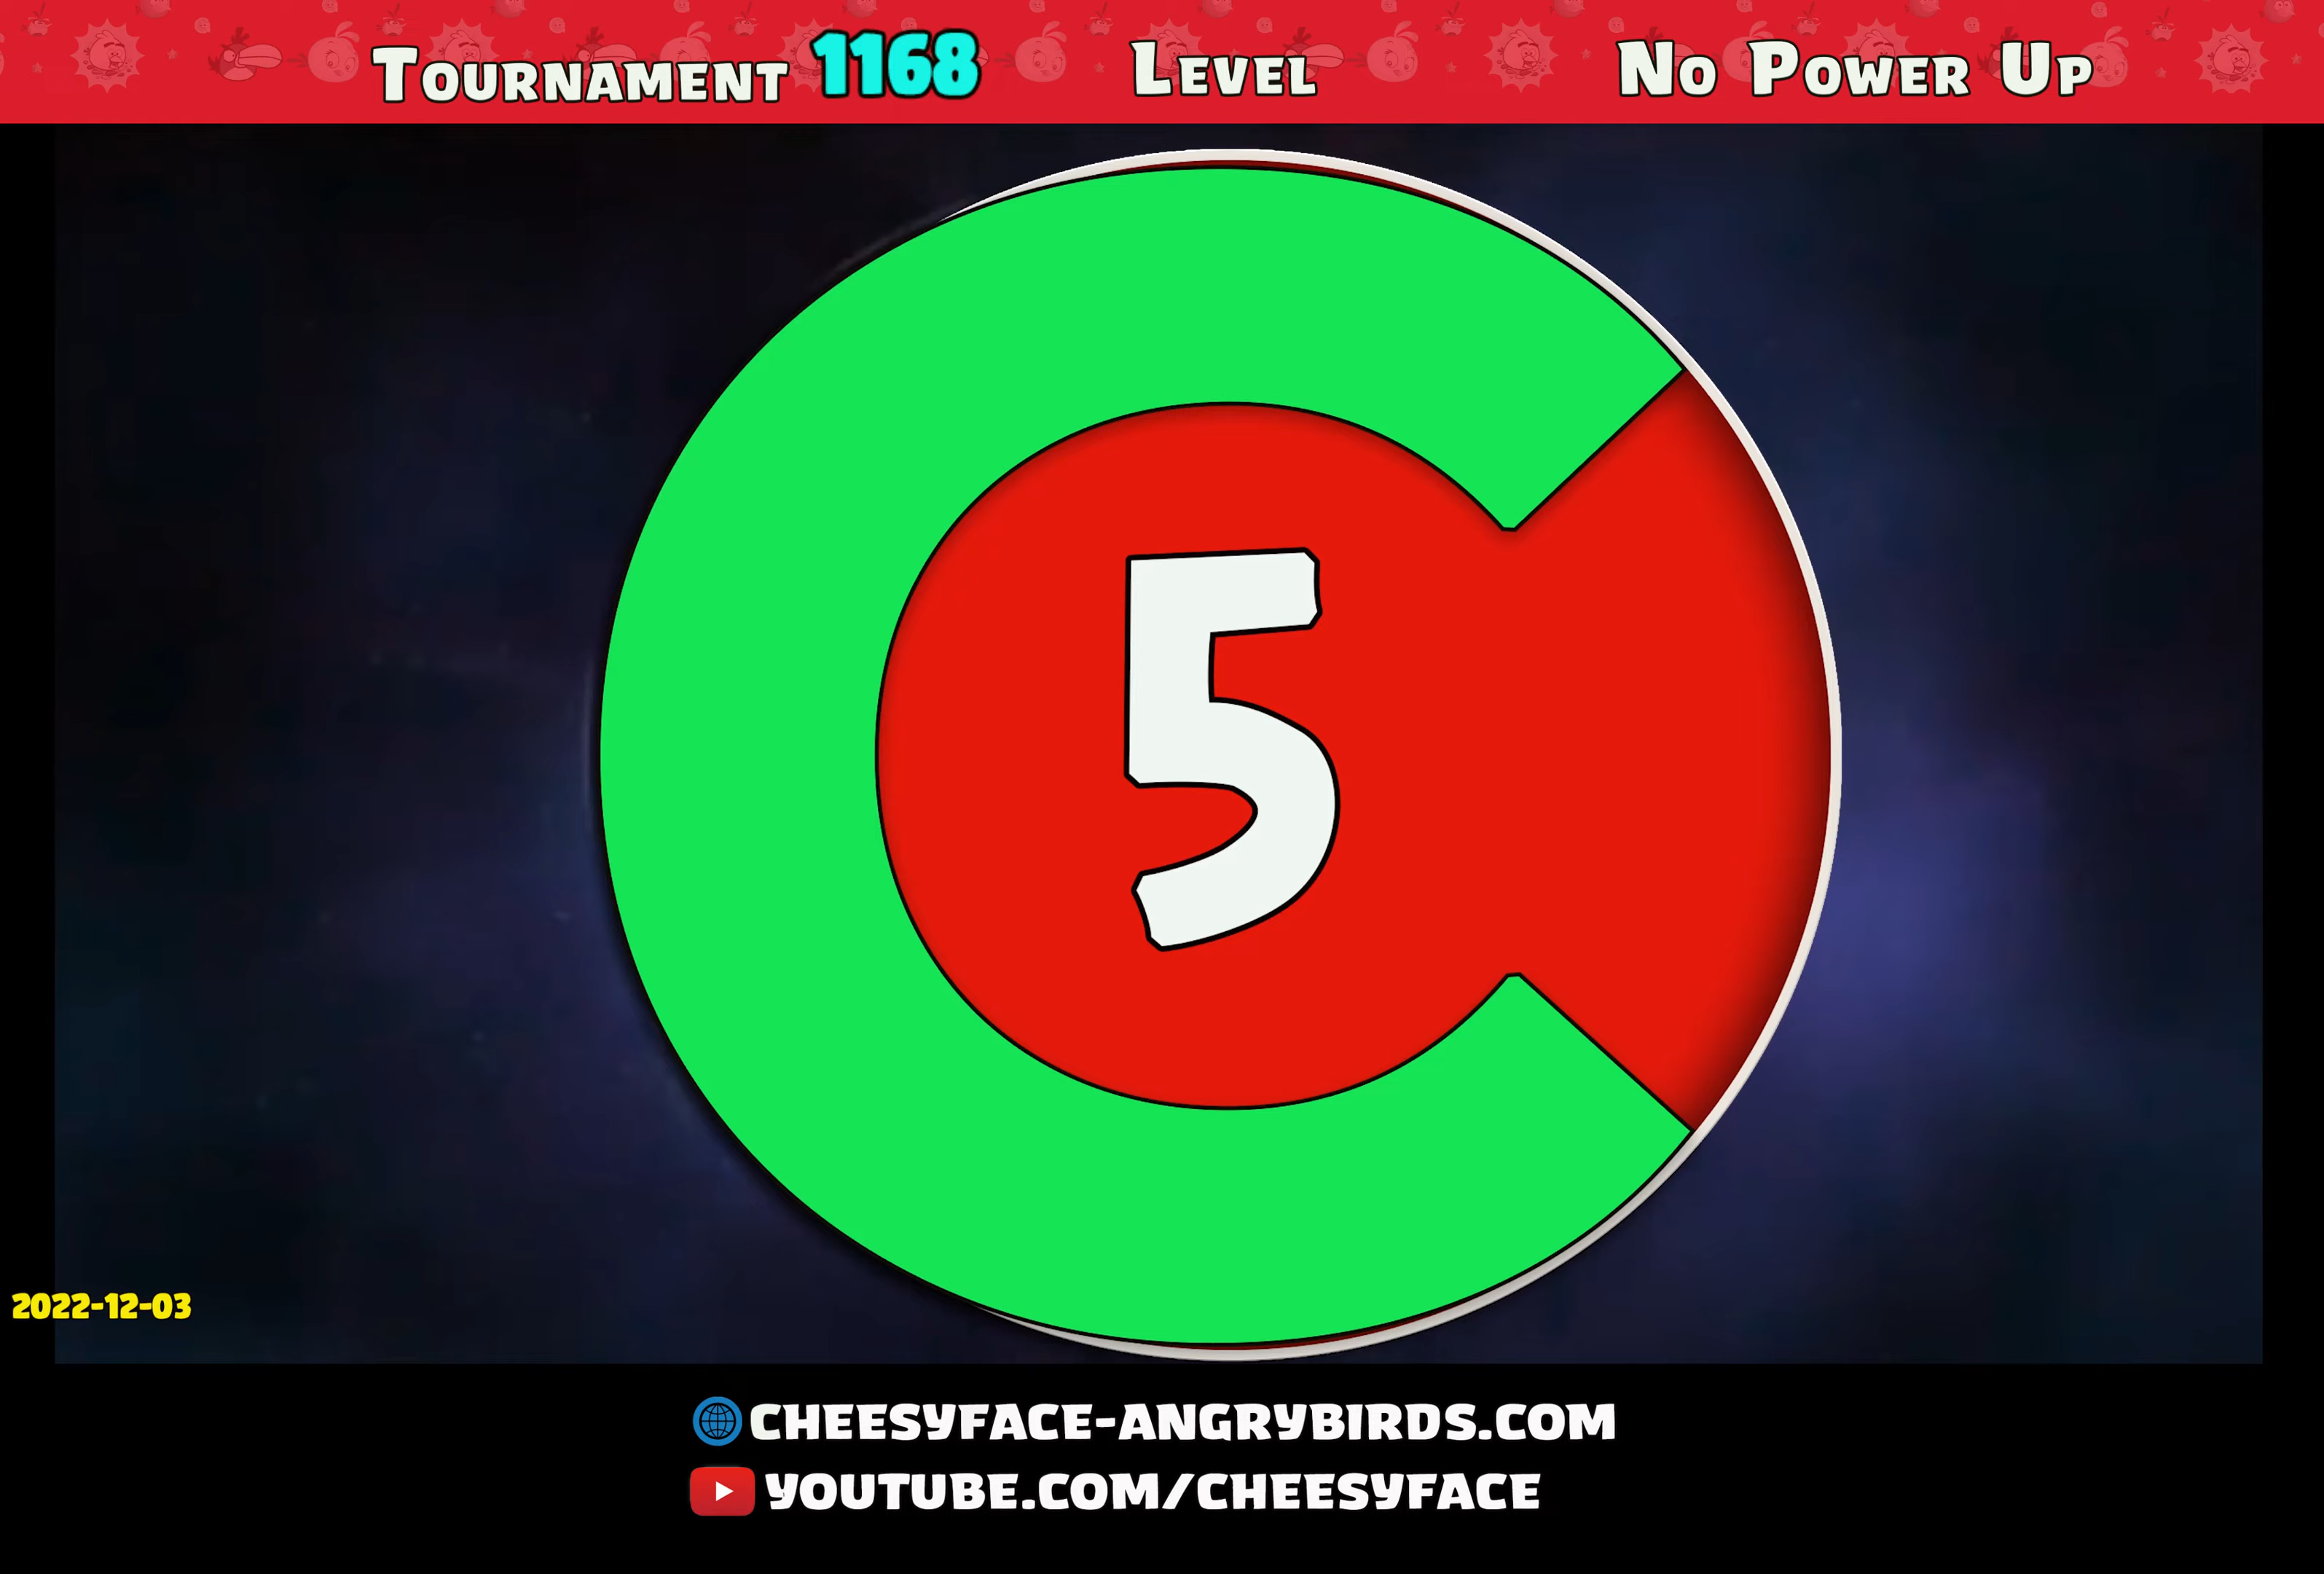 TOURNAMENT 1168 LEVEL NO POWER UP
5
2022-12-03
CHEESYFACE-ANGRYBIRDS.COM
YOUTUBE.COM/CHEESYFACE